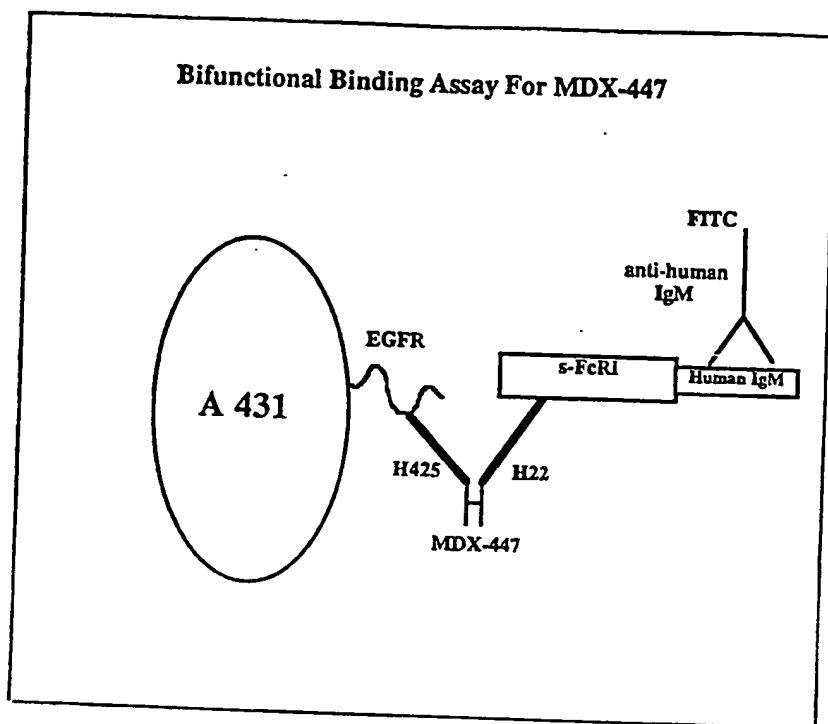 Bifunctional Binding Assay For MDX-447
FITC
anti-human
IgM
EGFR
s-FcRI
Human IgM
A 431
H425
H22
MDX-447